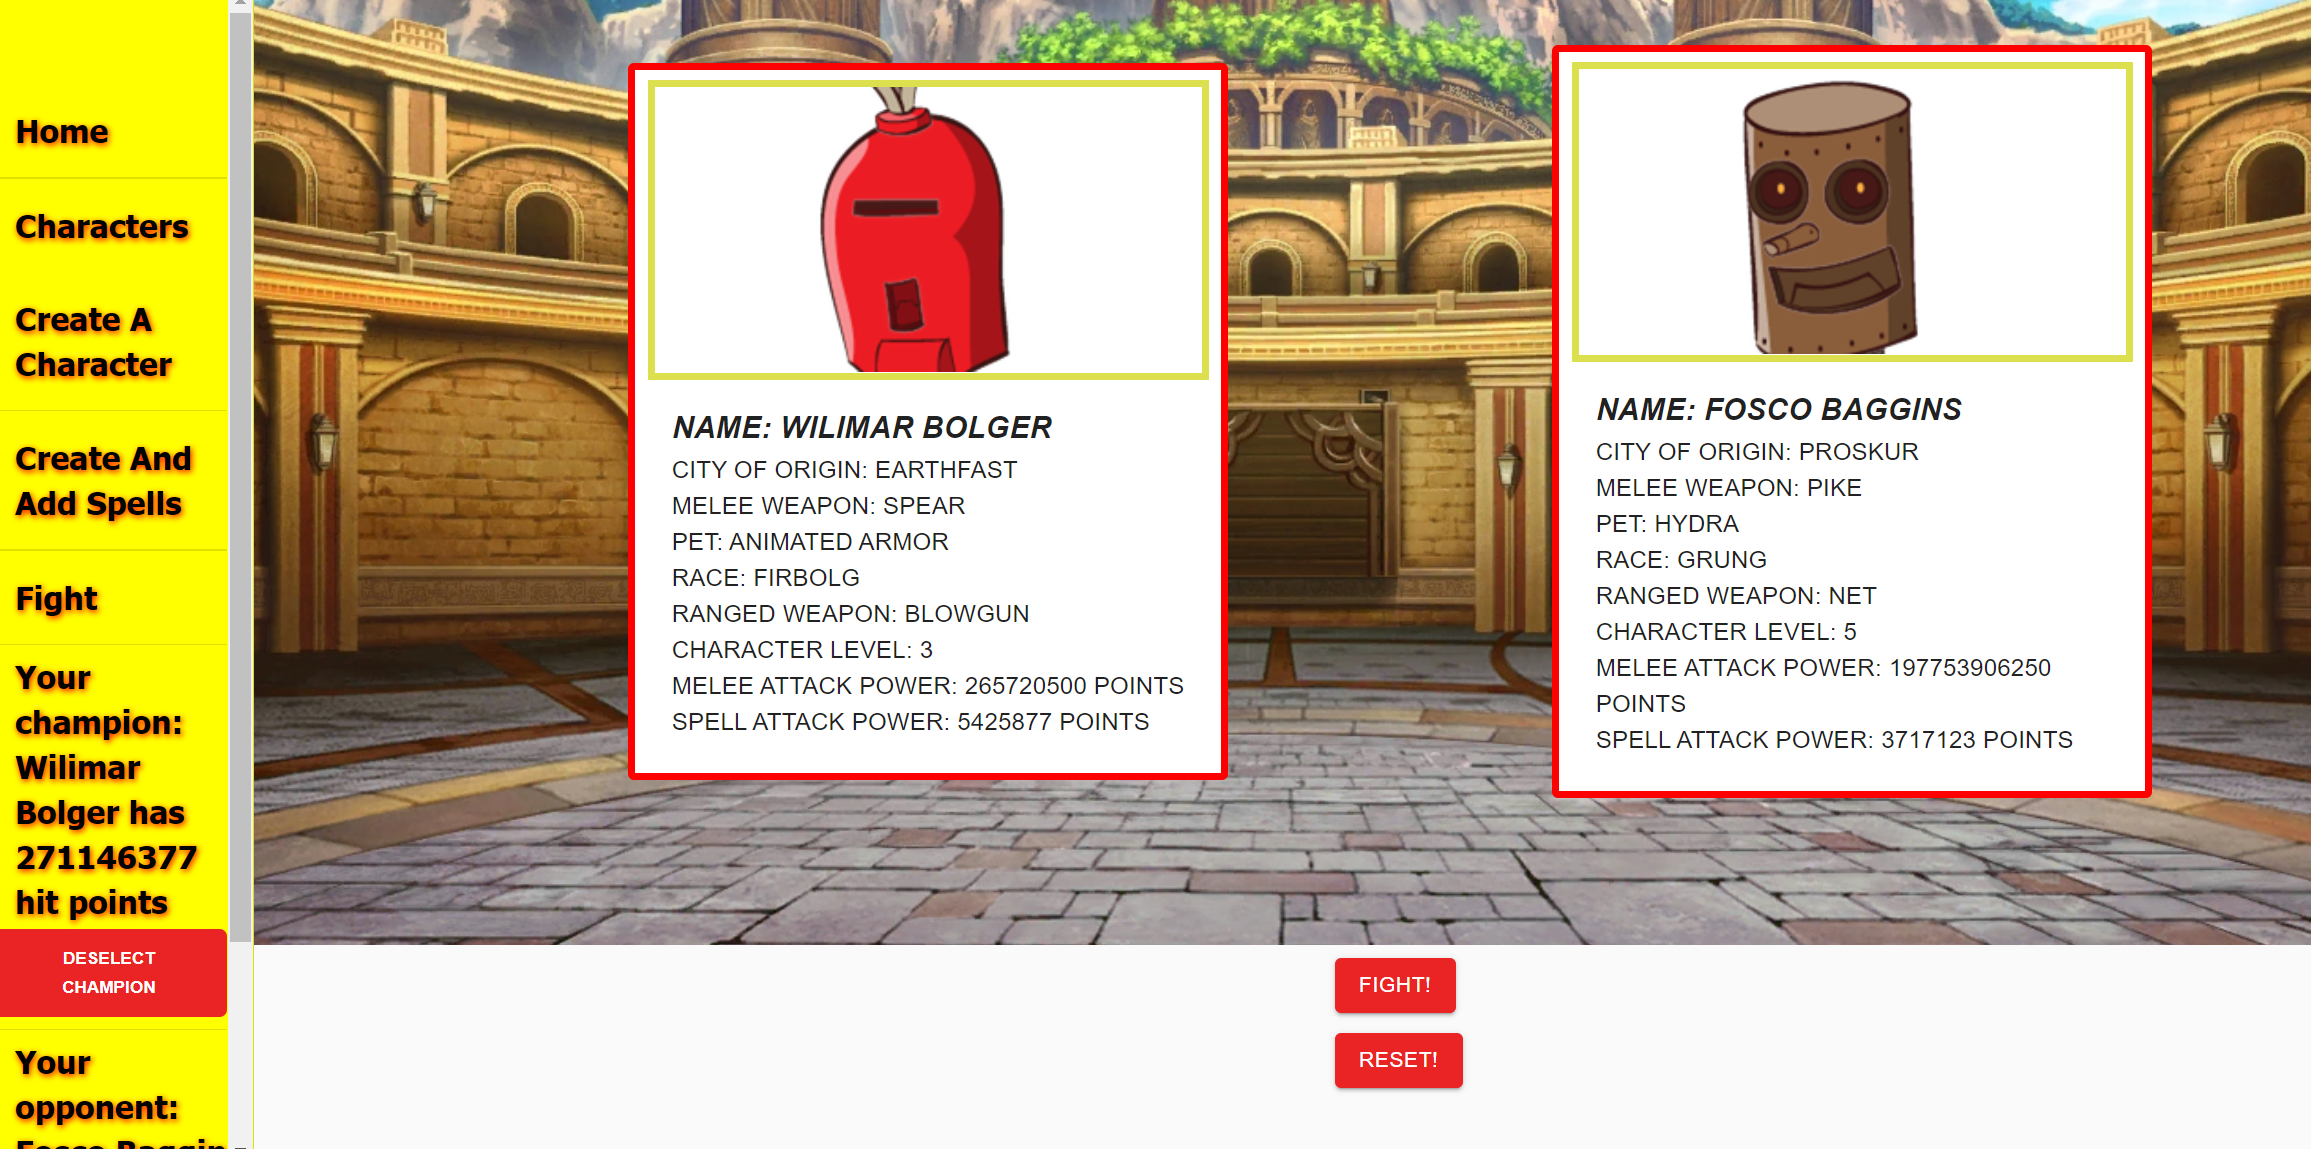 Home
Characters
Create A
Character
Create And
Add Spells
Fight
Your
champion:
Wilimar
Bolger has
271146377
hit points
DESELECT
CHAMPION
Your
opponent:
Fosco Baggin
NAME: WILIMAR BOLGER
CITY OF ORIGIN: EARTHFAST
MELEE WEAPON: SPEAR
PET: ANIMATED ARMOR
RACE: FIRBOLG
RANGED WEAPON: BLOWGUN
CHARACTER LEVEL: 3
MELEE ATTACK POWER: 265720500 POINTS
SPELL ATTACK POWER: 5425877 POINTS
NAME: FOSCO BAGGINS
CITY OF ORIGIN: PROSKUR
MELEE WEAPON: PIKE
PET: HYDRA
RACE: GRUNG
RANGED WEAPON: NET
CHARACTER LEVEL: 5
MELEE ATTACK POWER: 197753906250
POINTS
SPELL ATTACK POWER: 3717123 POINTS
FIGHT!
RESET!